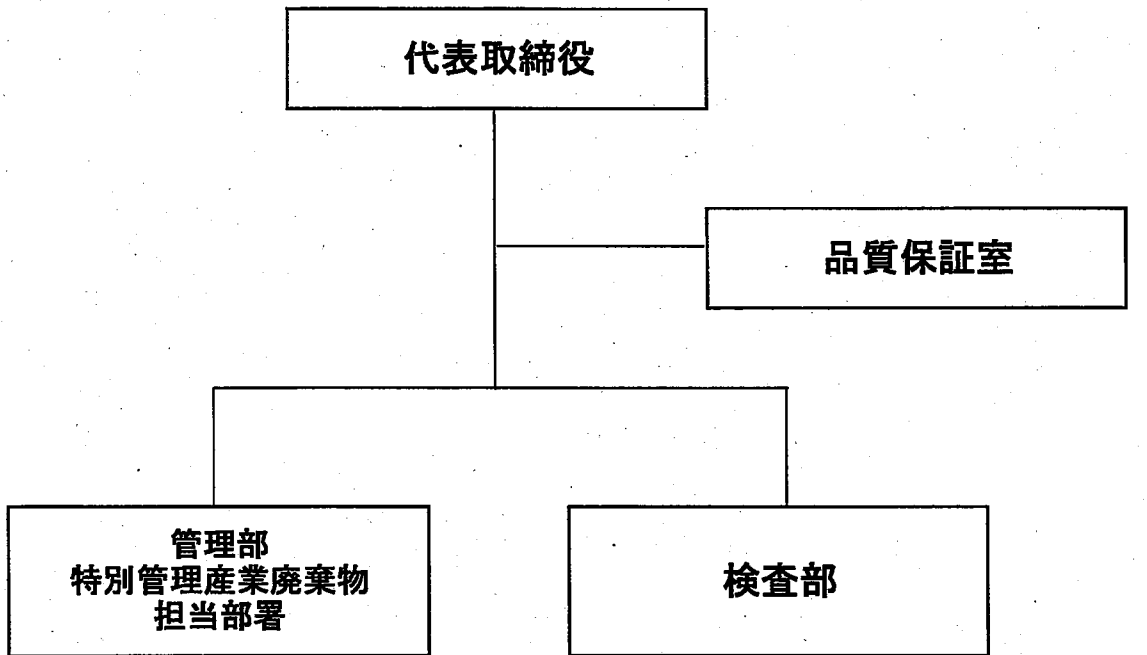 代表取締役
品質保証室
管理部
特別管理産業廃棄物
担当部署
検査部